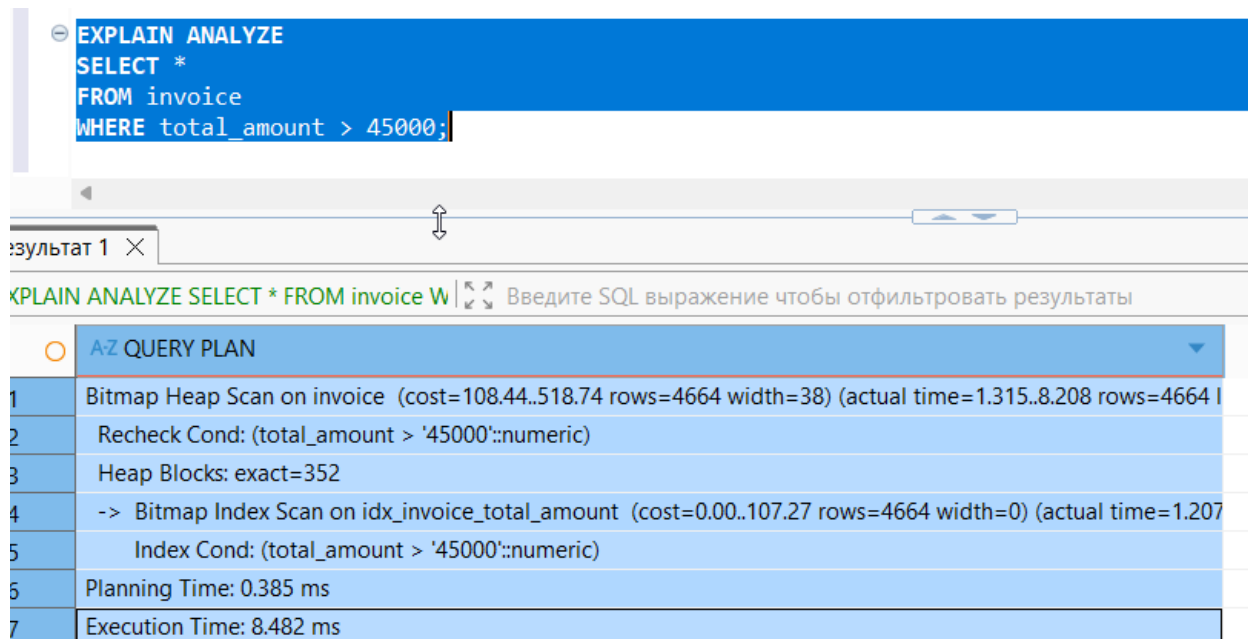 EXPLAIN ANALYZE
SELECT *
FROM invoice
WHERE total_amount > 45000;
езультат 1
XPLAIN ANALYZE SELECT * FROM invoice W Введите SQL выражение чтобы отфильтровать результаты
A-Z QUERY PLAN
1 Bitmap Heap Scan on invoice (cost=108.44..518.74 rows=4664 width=38) (actual time=1.315..8.208 rows=4664 l
2 Recheck Cond: (total_amount > '45000'::numeric)
3 Heap Blocks: exact=352
4 -> Bitmap Index Scan on idx_invoice_total_amount (cost=0.00..107.27 rows=4664 width=0) (actual time=1.207
5 Index Cond: (total_amount > '45000'::numeric)
6 Planning Time: 0.385 ms
7 Execution Time: 8.482 ms